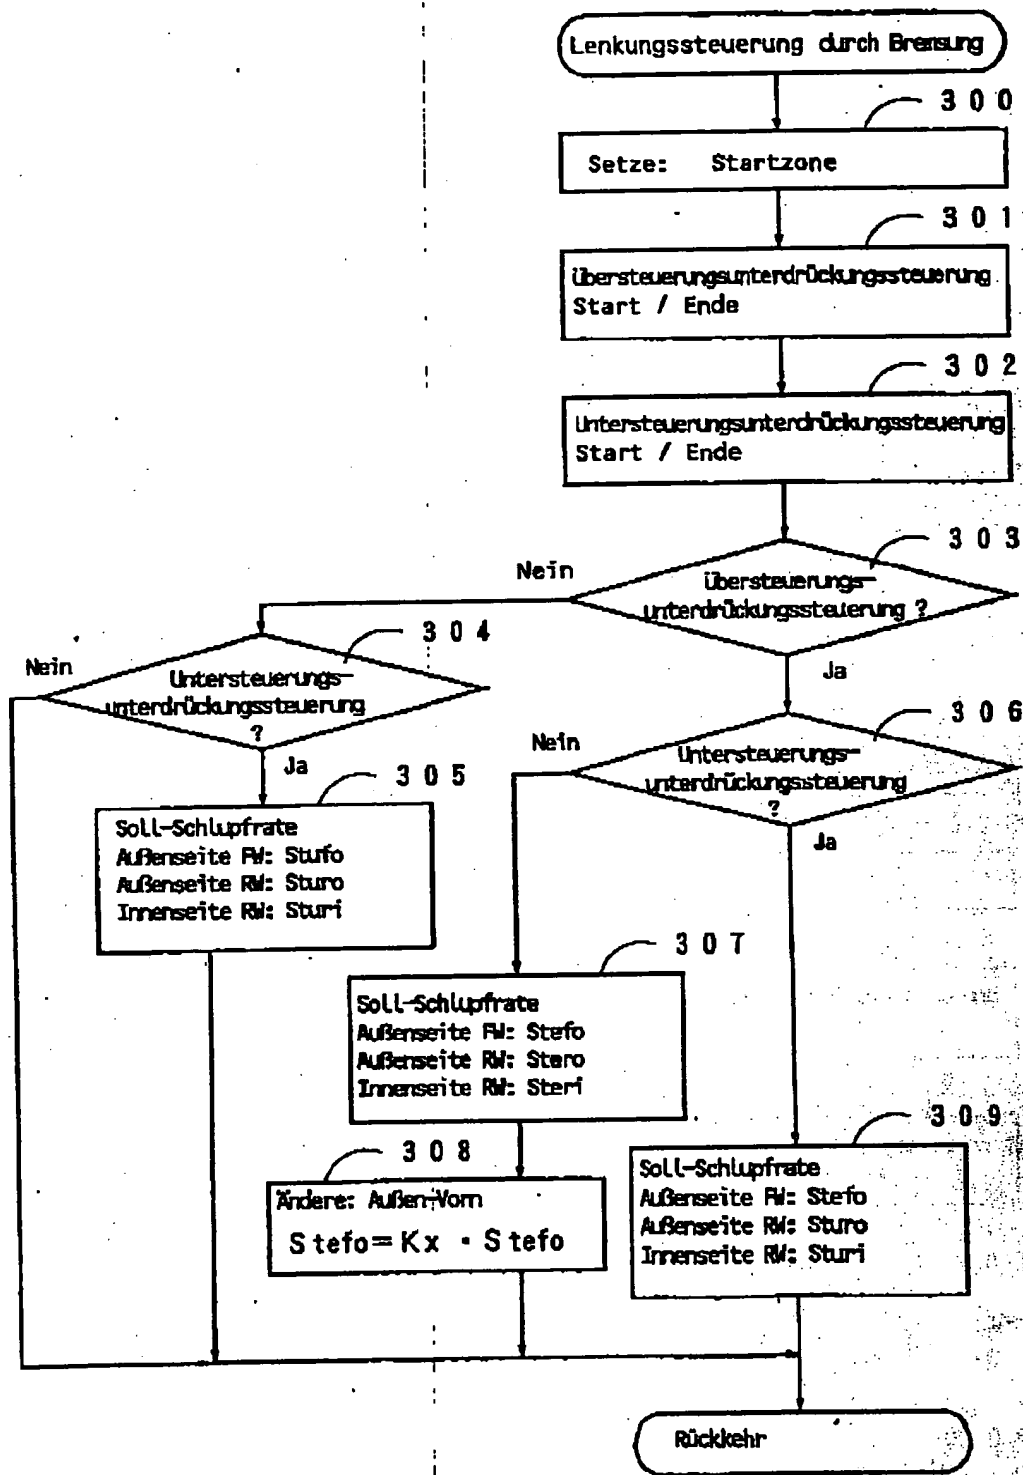 Lenkungssteuerung durch Bremsung
300
Setze: Startzone
301
Übersteuerungsunterdrückungssteuerung
Start / Ende
302
Untersteuerungsunterdrückungssteuerung
Start / Ende
303
Nein
Übersteuerungs-
unterdrückungssteuerung ?
Ja
304
Nein
Untersteuerungs-
unterdrückungssteuerung
?
Ja
305
Soll-Schlupfrate
Außenseite FW: Stufo
Außenseite RW: Sturo
Innenseite RW: Sturi
306
Nein
Untersteuerungs-
unterdrückungssteuerung
?
Ja
307
Soll-Schlupfrate
Außenseite FW: Stefo
Außenseite RW: Stero
Innenseite RW: Steri
308
Ändere: Außen-Vorn
Stefo=Kx · Stefo
309
Soll-Schlupfrate
Außenseite FW: Stefo
Außenseite RW: Sturo
Innenseite RW: Sturi
Rückkehr